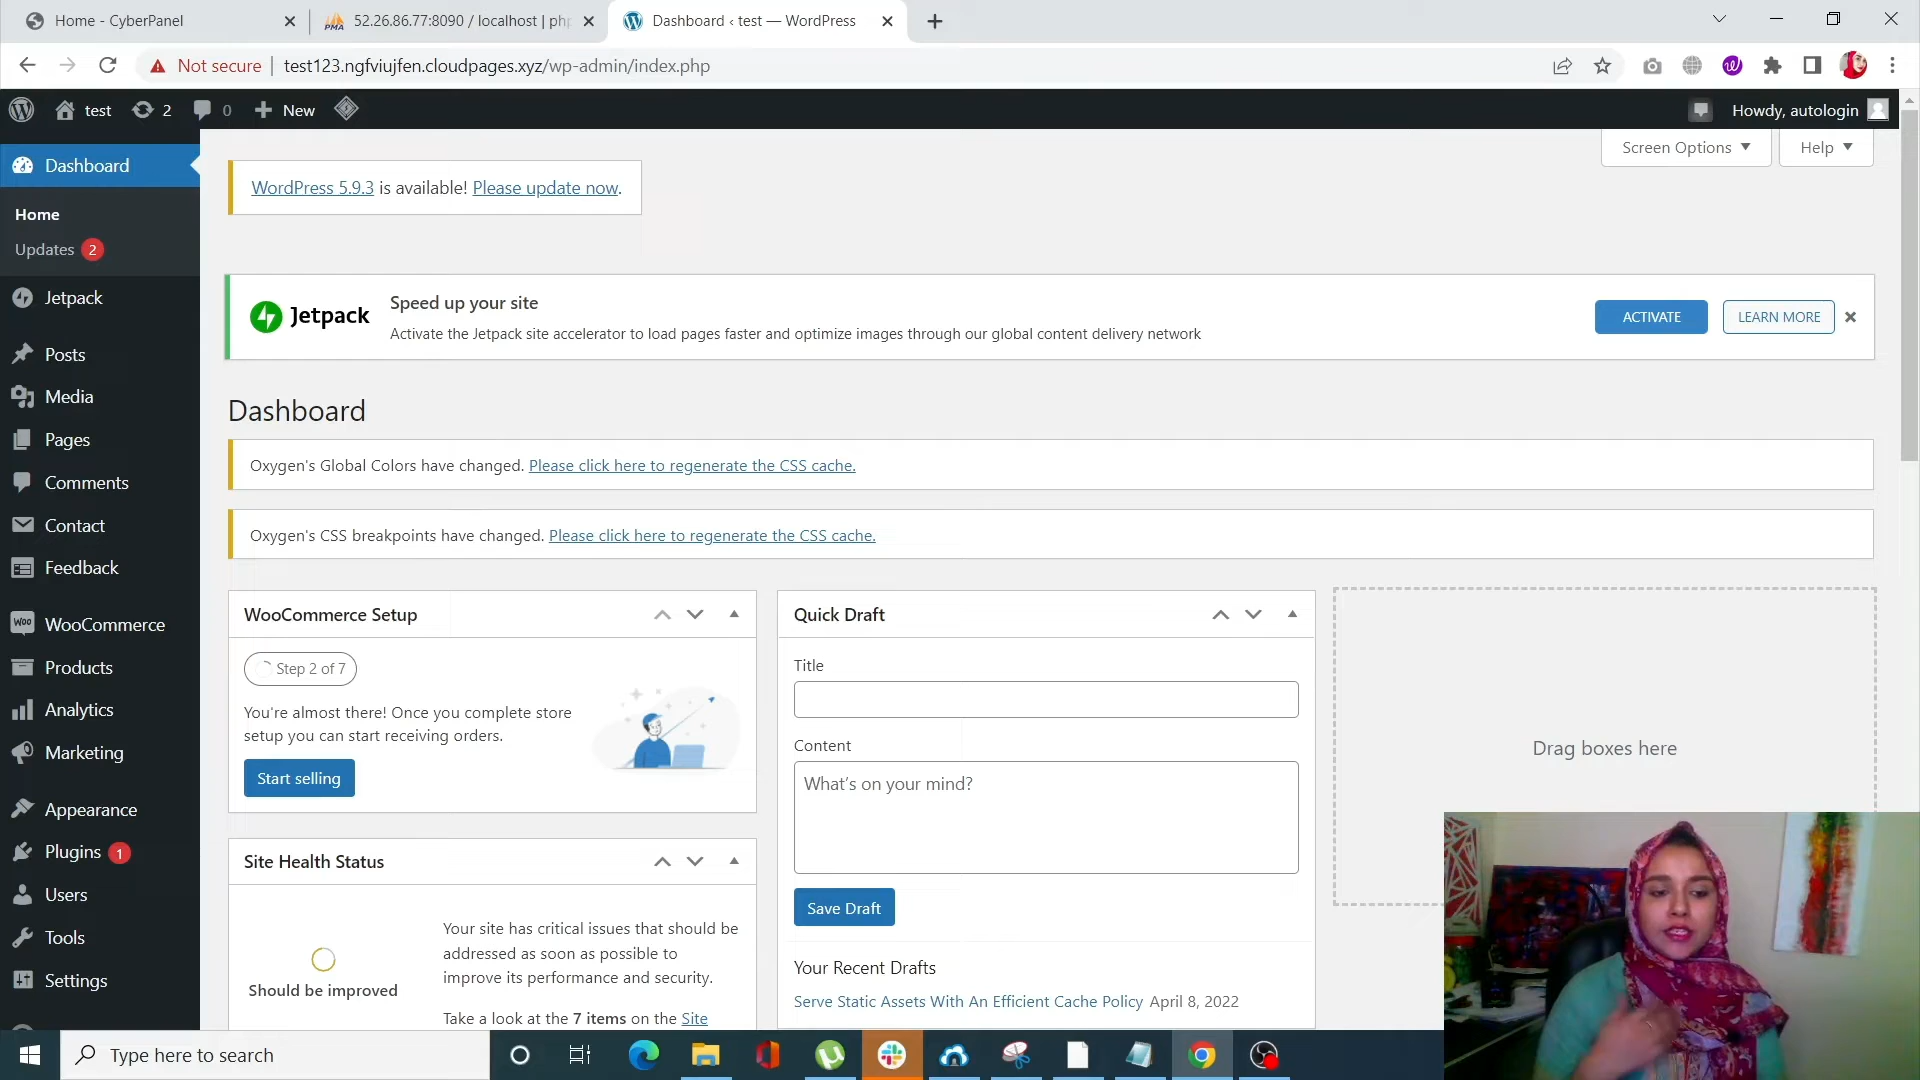 Home - CyberPanel
PMA
52.26.86.77:8090 / localhost | php
Dashboard ‹ test — WordPress
Not secure
test123.ngfviujfen.cloudpages.xyz/wp-admin/index.php
test
2
0
New
Howdy, autologin
Screen Options
Help
Dashboard
Home
Updates 2
Jetpack
Posts
Media
Pages
Comments
Contact
Feedback
Woo
WooCommerce
Products
Analytics
Marketing
Appearance
Plugins 1
Users
Tools
Settings
WordPress 5.9.3 is available! Please update now.
Jetpack
Speed up your site
Activate the Jetpack site accelerator to load pages faster and optimize images through our global content delivery network
ACTIVATE
LEARN MORE
Dashboard
Oxygen's Global Colors have changed. Please click here to regenerate the CSS cache.
Oxygen's CSS breakpoints have changed. Please click here to regenerate the CSS cache.
WooCommerce Setup
Step 2 of 7
You're almost there! Once you complete store
setup you can start receiving orders.
Start selling
Site Health Status
Should be improved
Your site has critical issues that should be
addressed as soon as possible to
improve its performance and security.
Take a look at the 7 items on the Site
Quick Draft
Title
Content
What's on your mind?
Save Draft
Your Recent Drafts
Serve Static Assets With An Efficient Cache Policy April 8, 2022
Drag boxes here
Type here to search